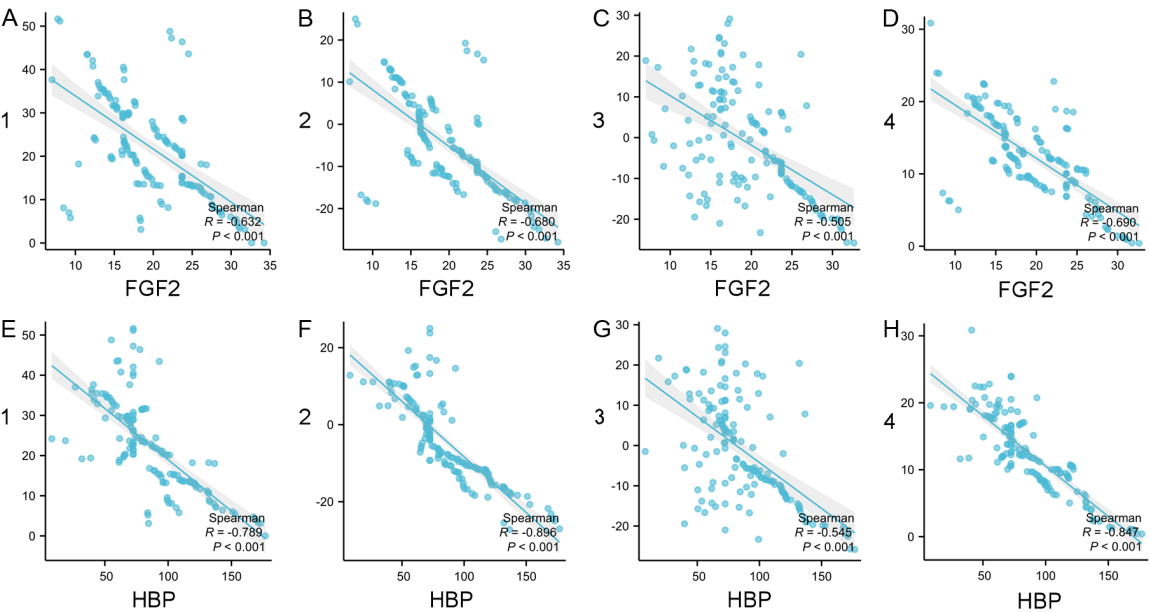 A
50
40
30
20
10
0
1
10
15
20
25
30
35
FGF2
Spearman
R = -0.632
P < 0.001
B
20
10
0
-10
-20
2
10
15
20
25
30
35
FGF2
Spearman
R = -0.680
P < 0.001
C
30
20
10
0
-10
-20
3
10
15
20
25
30
FGF2
Spearman
R = -0.505
P < 0.001
D
30
20
10
0
4
10
15
20
25
30
FGF2
Spearman
R = -0.690
P < 0.001
E
50
40
30
20
10
0
1
50
100
150
HBP
Spearman
R = -0.789
P < 0.001
F
20
0
-20
2
50
100
150
HBP
Spearman
R = -0.896
P < 0.001
G
30
20
10
0
-10
-20
3
50
100
150
HBP
Spearman
R = -0.545
P < 0.001
H
30
20
10
0
4
50
100
150
HBP
Spearman
R = -0.847
P < 0.001